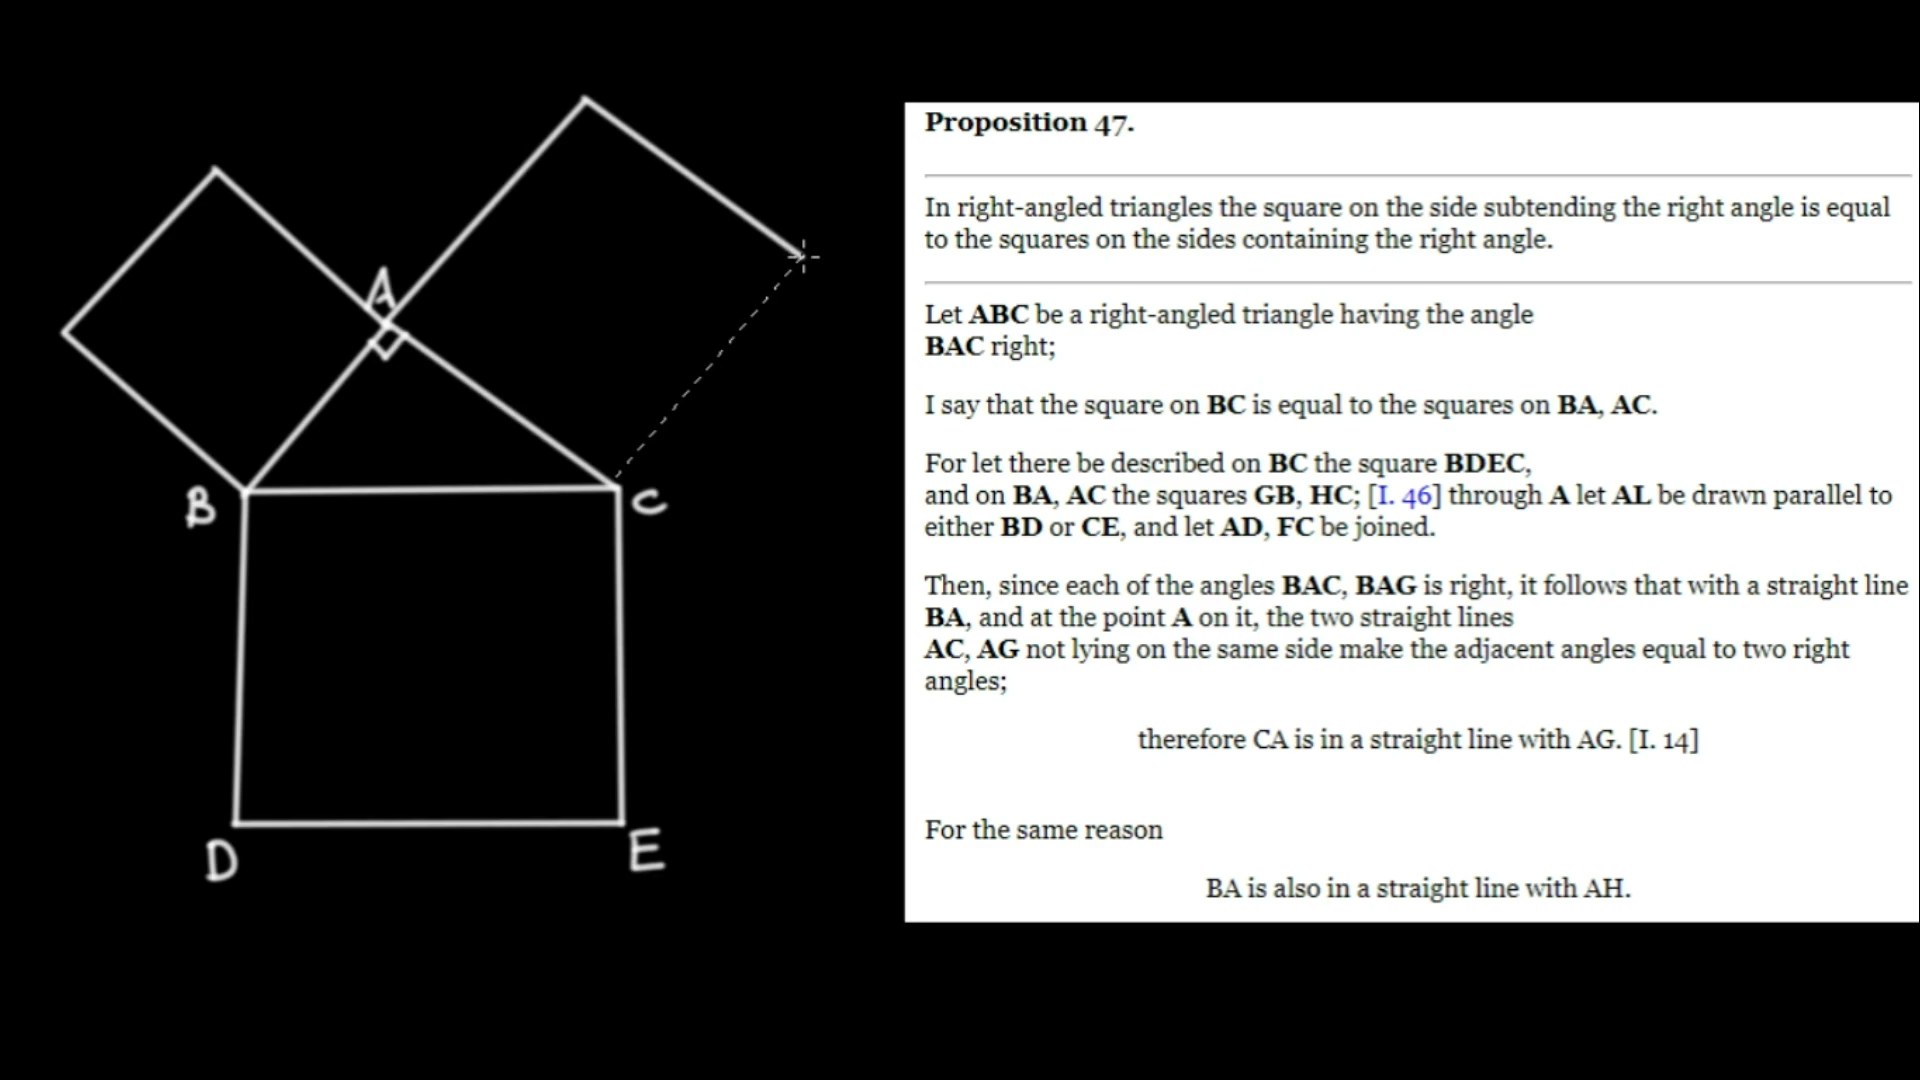 A
B
C
D
E
Proposition 47.
In right-angled triangles the square on the side subtending the right angle is equal
to the squares on the sides containing the right angle.
Let ABC be a right-angled triangle having the angle
BAC right;
I say that the square on BC is equal to the squares on BA, AC.
For let there be described on BC the square BDEC,
and on BA, AC the squares GB, HC; [I. 46] through A let AL be drawn parallel to
either BD or CE, and let AD, FC be joined.
Then, since each of the angles BAC, BAG is right, it follows that with a straight line
BA, and at the point A on it, the two straight lines
AC, AG not lying on the same side make the adjacent angles equal to two right
angles;
therefore CA is in a straight line with AG. [I. 14]
For the same reason
BA is also in a straight line with AH.